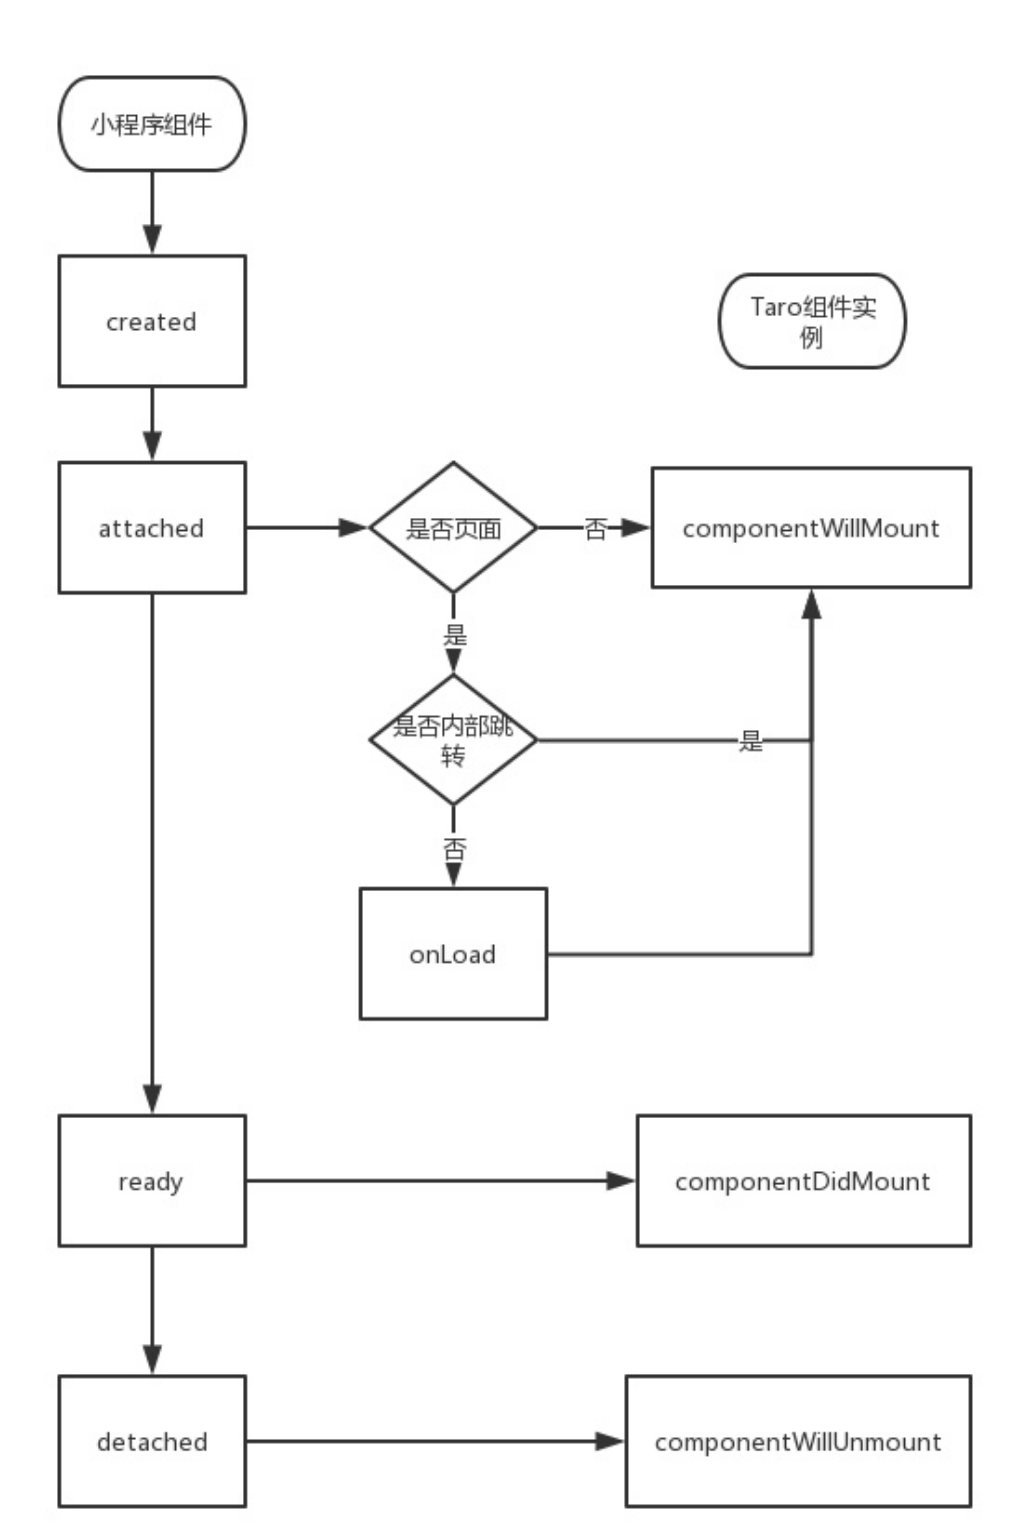 小程序组件
created
Taro组件实
例
attached
是否页面
否
componentWillMount
是
是否内部跳
转
是
否
onLoad
ready
componentDidMount
detached
componentWillUnmount